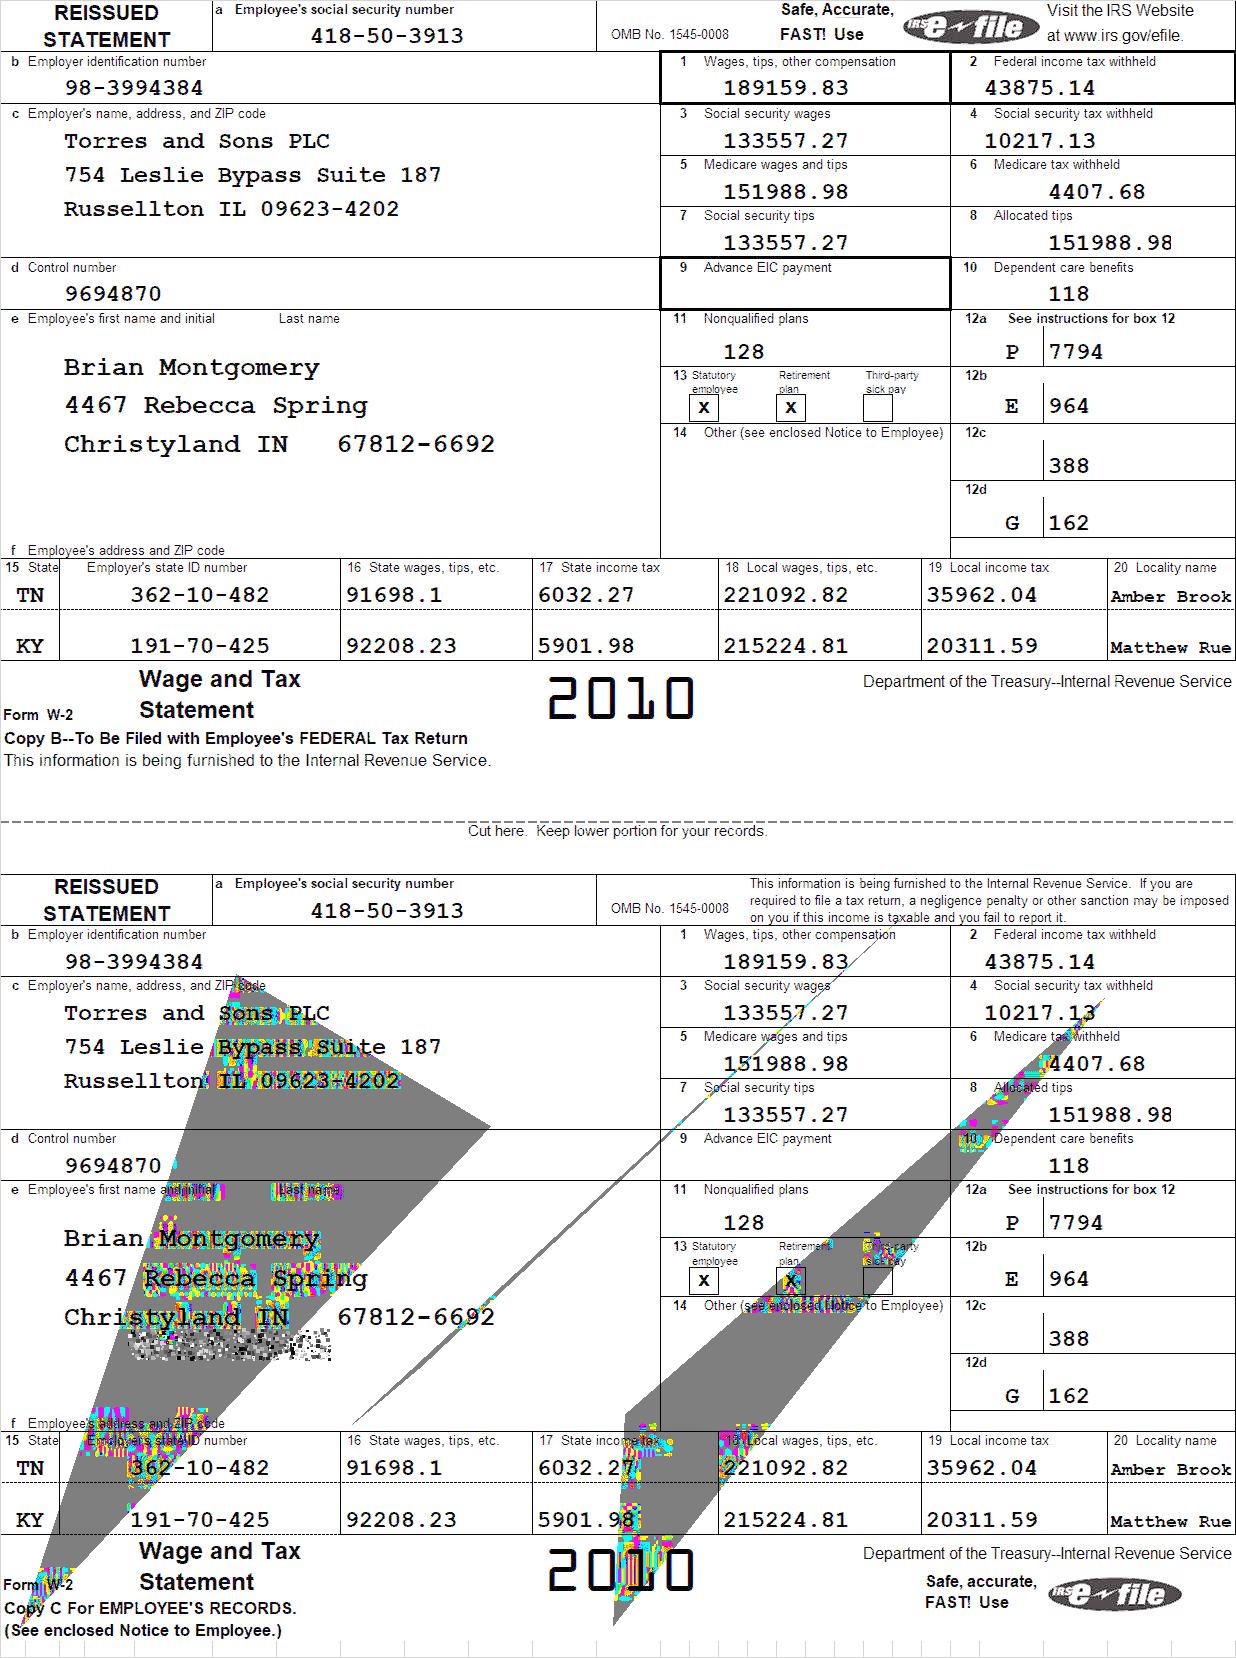 REISSUED STATEMENT
a Employee's social security number
418-50-3913
OMB No. 1545-0008
Safe, Accurate, FAST! Use
IRS e-file
Visit the IRS Website at www.irs.gov/efile.
b Employer identification number
98-3994384
1 Wages, tips, other compensation
189159.83
2 Federal income tax withheld
43875.14
c Employer's name, address, and ZIP code
Torres and Sons PLC
754 Leslie Bypass Suite 187
Russellton IL 09623-4202
3 Social security wages
133557.27
4 Social security tax withheld
10217.13
5 Medicare wages and tips
151988.98
6 Medicare tax withheld
4407.68
7 Social security tips
133557.27
8 Allocated tips
151988.98
d Control number
9694870
9 Advance EIC payment
10 Dependent care benefits
118
e Employee's first name and initial Last name
Brian Montgomery
4467 Rebecca Spring
Christyland IN 67812-6692
11 Nonqualified plans
128
12a See instructions for box 12
P 7794
13 Statutory employee Retirement plan Third-party sick pay
X X
12b
E 964
14 Other (see enclosed Notice to Employee)
12c
388
12d
G 162
f Employee's address and ZIP code
15 State Employer's state ID number 16 State wages, tips, etc. 17 State income tax 18 Local wages, tips, etc. 19 Local income tax 20 Locality name
TN 362-10-482 91698.1 6032.27 221092.82 35962.04 Amber Brook
KY 191-70-425 92208.23 5901.98 215224.81 20311.59 Matthew Rue
Form W-2 Wage and Tax Statement
2010
Department of the Treasury--Internal Revenue Service
Copy B--To Be Filed with Employee's FEDERAL Tax Return
This information is being furnished to the Internal Revenue Service.
Cut here. Keep lower portion for your records.
REISSUED STATEMENT
a Employee's social security number
418-50-3913
OMB No. 1545-0008
This information is being furnished to the Internal Revenue Service. If you are
required to file a tax return, a negligence penalty or other sanction may be imposed
on you if this income is taxable and you fail to report it.
b Employer identification number
98-3994384
1 Wages, tips, other compensation
189159.83
2 Federal income tax withheld
43875.14
c Employer's name, address, and ZIP code
Torres and Sons PLC
754 Leslie Bypass Suite 187
Russellton IL 09623-4202
3 Social security wages
133557.27
4 Social security tax withheld
10217.13
5 Medicare wages and tips
151988.98
6 Medicare tax withheld
4407.68
7 Social security tips
133557.27
8 Allocated tips
151988.98
d Control number
9694870
9 Advance EIC payment
10 Dependent care benefits
118
e Employee's first name and initial Last name
Brian Montgomery
4467 Rebecca Spring
Christyland IN 67812-6692
11 Nonqualified plans
128
12a See instructions for box 12
P 7794
13 Statutory employee Retirement plan Third-party sick pay
X X
12b
E 964
14 Other (see enclosed Notice to Employee)
12c
388
12d
G 162
f Employee's address and ZIP code
15 State Employer's state ID number 16 State wages, tips, etc. 17 State income tax 18 Local wages, tips, etc. 19 Local income tax 20 Locality name
TN 362-10-482 91698.1 6032.27 221092.82 35962.04 Amber Brook
KY 191-70-425 92208.23 5901.98 215224.81 20311.59 Matthew Rue
Form W-2 Wage and Tax Statement
2010
Department of the Treasury--Internal Revenue Service
Safe, accurate, FAST! Use
IRS e-file
Copy C For EMPLOYEE'S RECORDS.
(See enclosed Notice to Employee.)